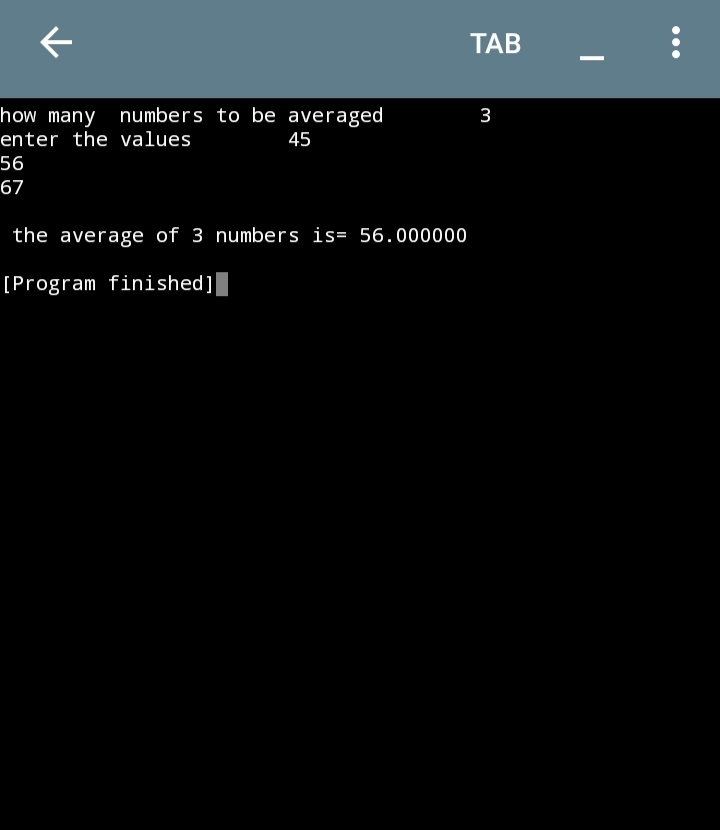 TAB _
how many  numbers to be averaged        3
enter the values        45
56
67
 the average of 3 numbers is= 56.000000
[Program finished]